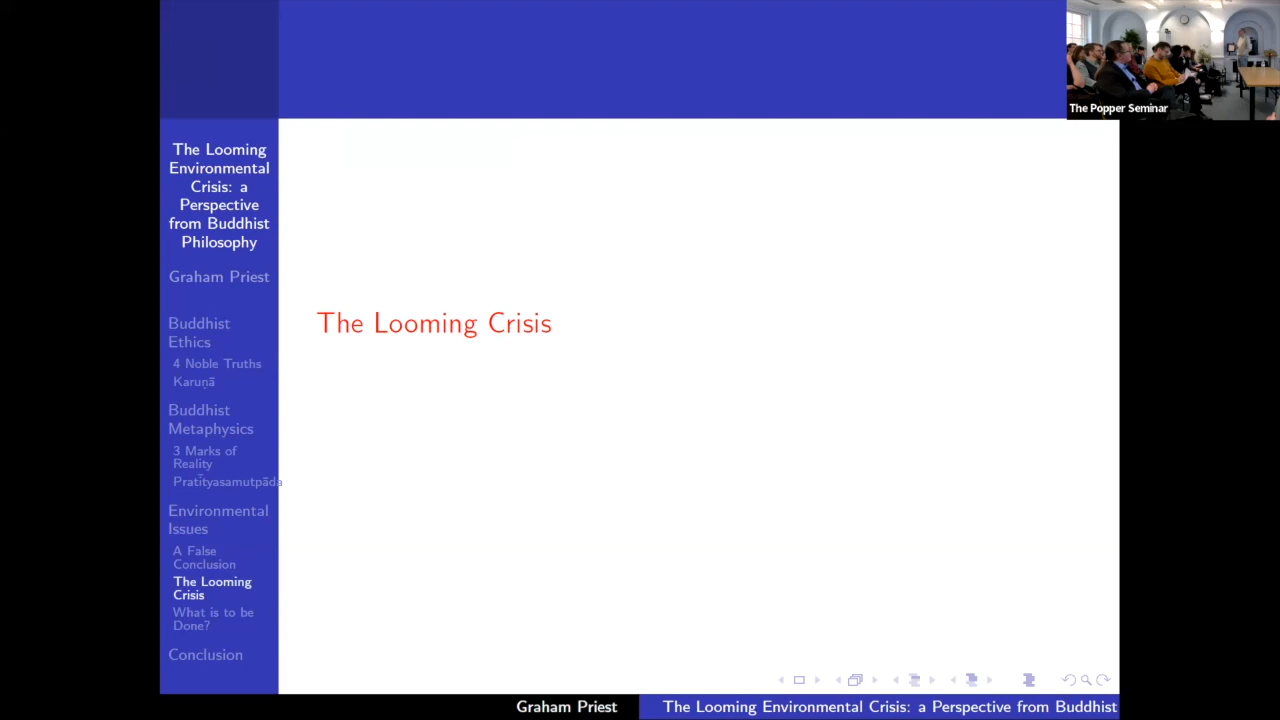 The Popper Seminar
The Looming
Environmental
Crisis: a
Perspective
from Buddhist
Philosophy
Graham Priest
Buddhist
Ethics
4 Noble Truths
Karuṇā
Buddhist
Metaphysics
3 Marks of
Reality
Pratītyasamutpāda
Environmental
Issues
A False
Conclusion
The Looming
Crisis
What is to be
Done?
Conclusion
The Looming Crisis
Graham Priest
The Looming Environmental Crisis: a Perspective from Buddhist